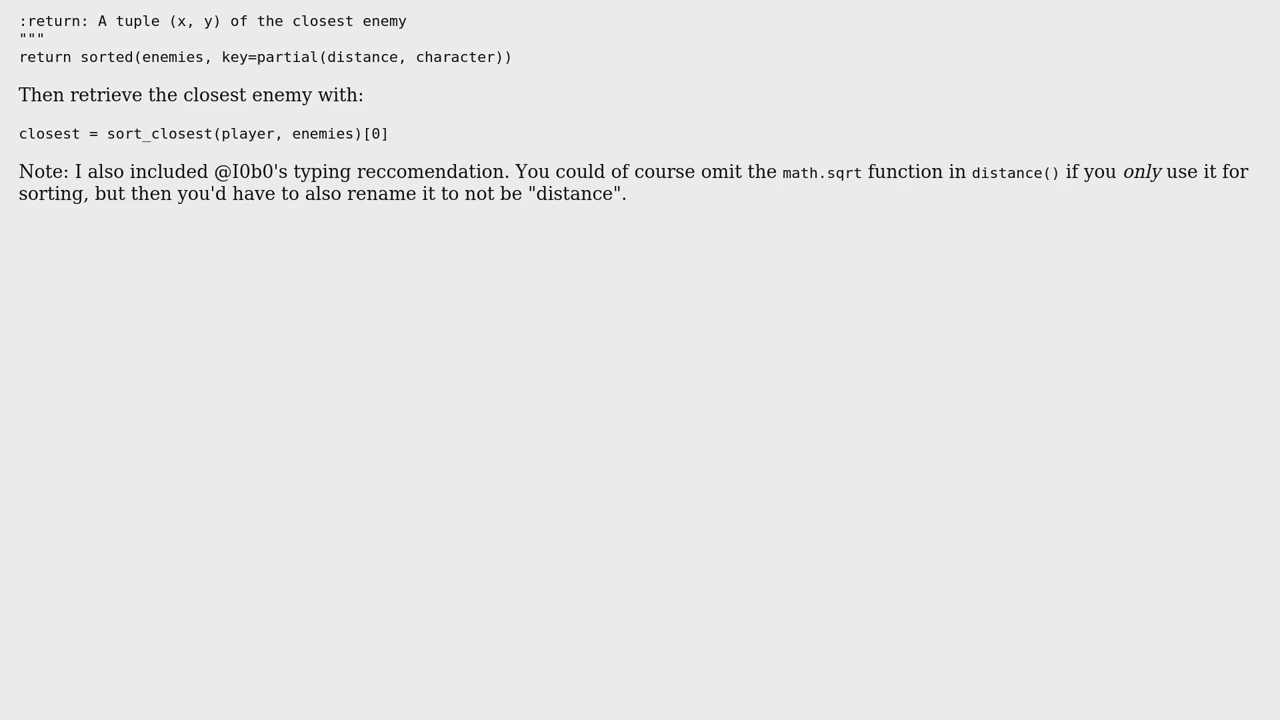 :return: A tuple (x, y) of the closest enemy
"""
return sorted(enemies, key=partial(distance, character))
Then retrieve the closest enemy with:
closest = sort_closest(player, enemies)[0]
Note: I also included @I0b0's typing reccomendation. You could of course omit the math.sqrt function in distance() if you only use it for
sorting, but then you'd have to also rename it to not be "distance".